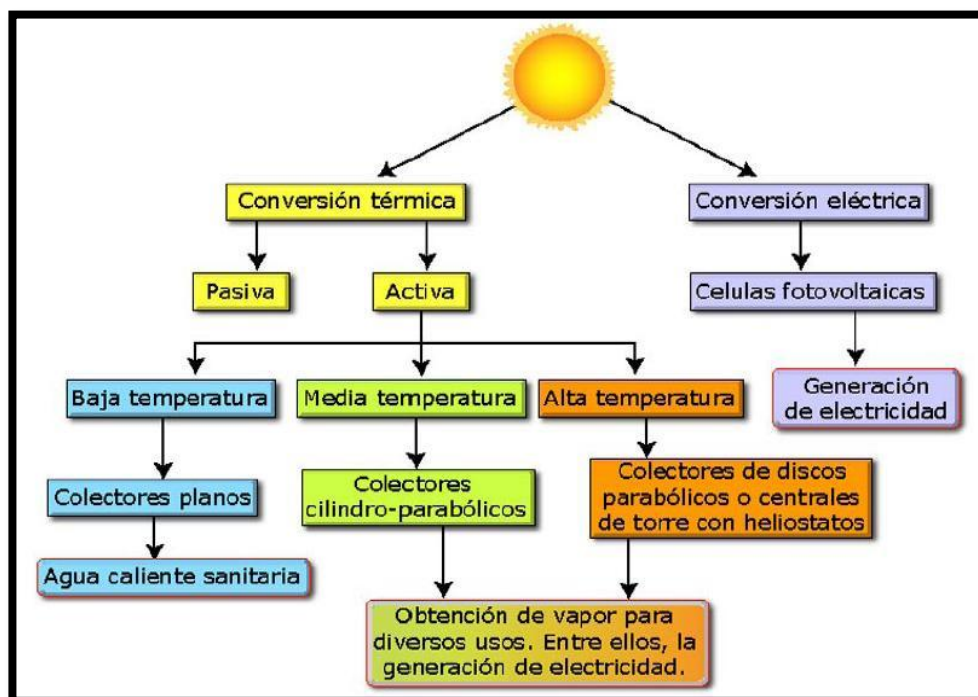 Conversión térmica
Conversión eléctrica
Pasiva
Activa
Celulas fotovoltaicas
Baja temperatura
Media temperatura
Alta temperatura
Generación
de electricidad
Colectores planos
Colectores
cilindro-parabólicos
Colectores de discos
parabólicos o centrales
de torre con heliostatos
Agua caliente sanitaria
Obtención de vapor para
diversos usos. Entre ellos, la
generación de electricidad.